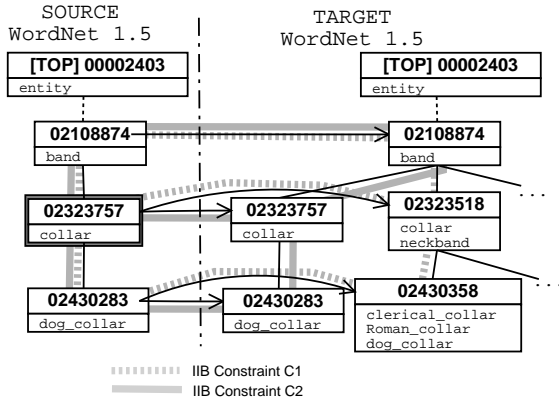 SOURCE
WordNet 1.5
TARGET
WordNet 1.5
[TOP] 00002403
entity
[TOP] 00002403
entity
02108874
band
02108874
band
02323757
collar
02323757
collar
02323518
collar
neckband
...
02430283
dog_collar
02430283
dog_collar
02430358
clerical_collar
Roman_collar
dog_collar
...
IIB Constraint C1
IIB Constraint C2